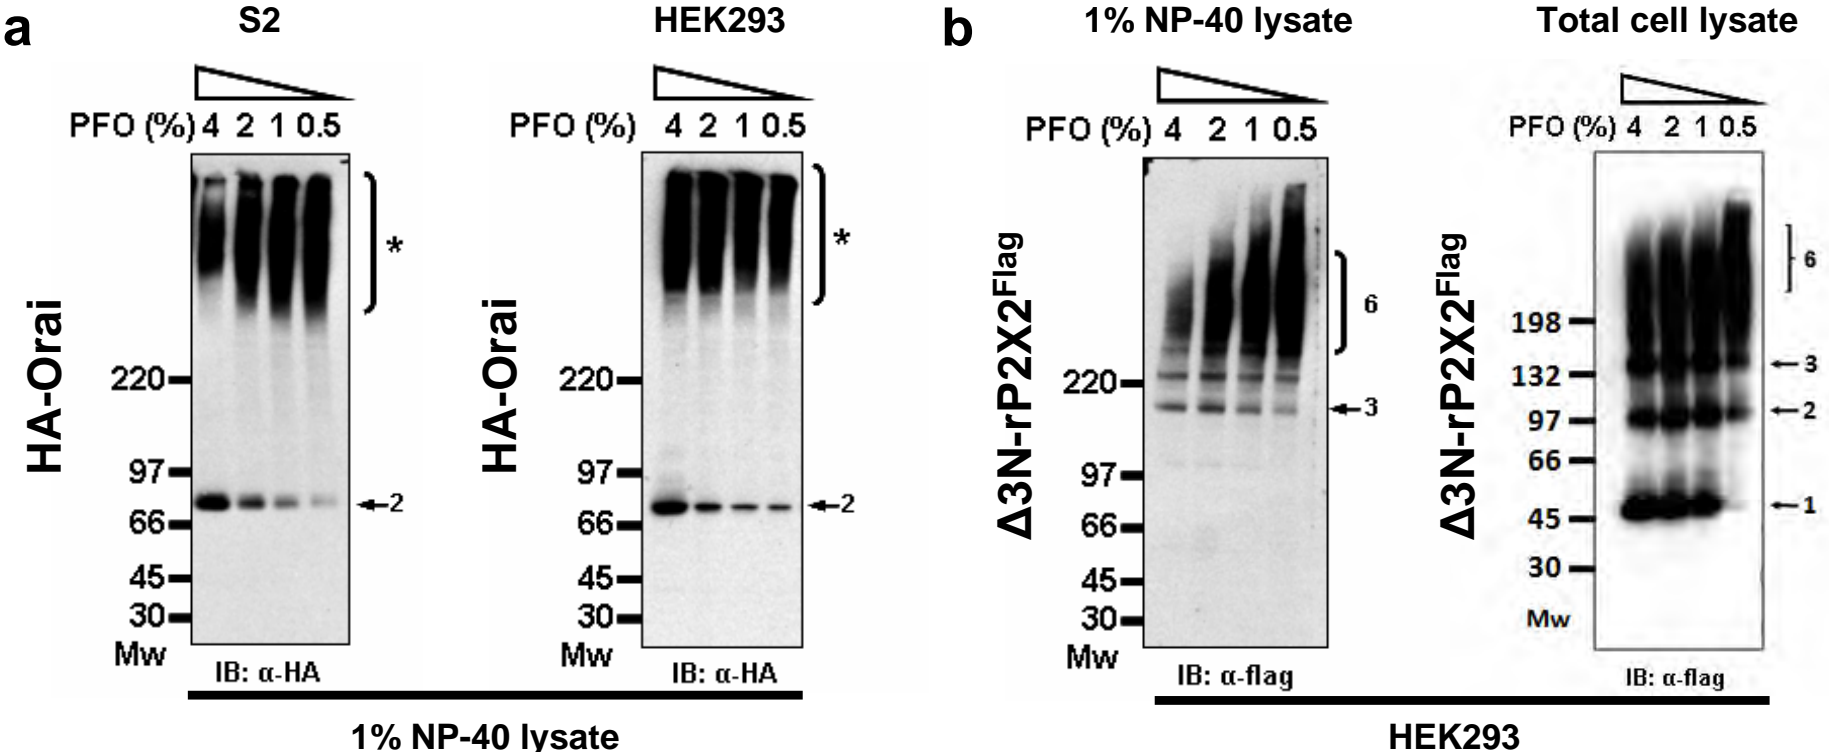 a
S2
PFO (%) 4 2 1 0.5
HA-Orai
220
97
66
45
30
Mw
*
←2
IB: α-HA
HEK293
PFO (%) 4 2 1 0.5
HA-Orai
220
97
66
45
30
Mw
*
←2
IB: α-HA
1% NP-40 lysate
b
1% NP-40 lysate
PFO (%) 4 2 1 0.5
Δ3N-rP2X2Flag
220
97
66
45
30
Mw
6
←3
IB: α-flag
Total cell lysate
PFO (%) 4 2 1 0.5
Δ3N-rP2X2Flag
198
132
97
66
45
30
Mw
6
←3
←2
←1
IB: α-flag
HEK293